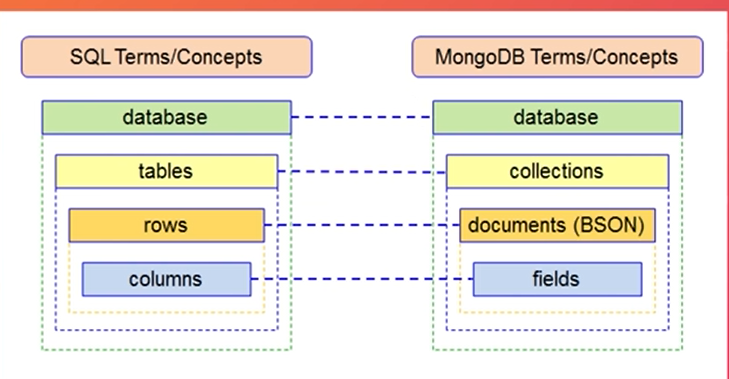 SQL Terms/Concepts
MongoDB Terms/Concepts
database
database
tables
collections
rows
documents (BSON)
columns
fields